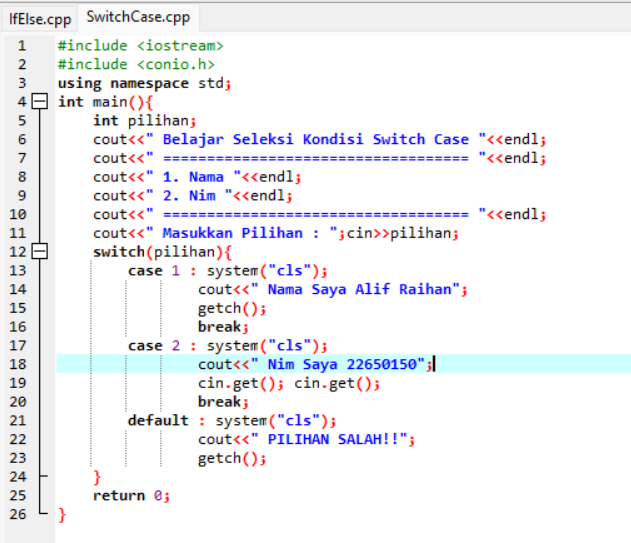 IfElse.cpp SwitchCase.cpp
1 #include <iostream>
2 #include <conio.h>
3 using namespace std;
4 int main(){
5 int pilihan;
6 cout<<" Belajar Seleksi Kondisi Switch Case "<<endl;
7 cout<<" =================================== "<<endl;
8 cout<<" 1. Nama "<<endl;
9 cout<<" 2. Nim "<<endl;
10 cout<<" =================================== "<<endl;
11 cout<<" Masukkan Pilihan : ";cin>>pilihan;
12 switch(pilihan){
13 case 1 : system("cls");
14 cout<<" Nama Saya Alif Raihan";
15 getch();
16 break;
17 case 2 : system("cls");
18 cout<<" Nim Saya 22650150";
19 cin.get(); cin.get();
20 break;
21 default : system("cls");
22 cout<<" PILIHAN SALAH!!";
23 getch();
24 }
25 return 0;
26 }